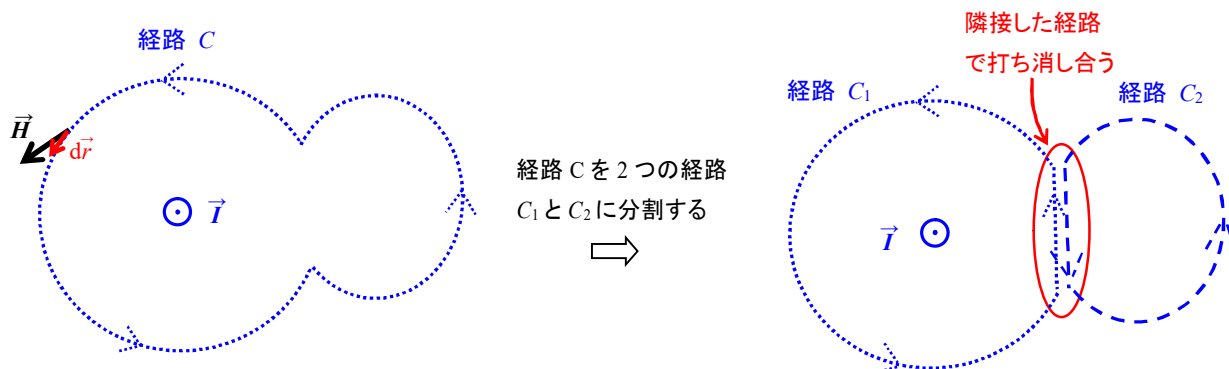 経路 C
H
dr
I
経路 C を 2 つの経路
C₁ と C₂ に分割する
隣接した経路
で打ち消し合う
経路 C₁
経路 C₂
I